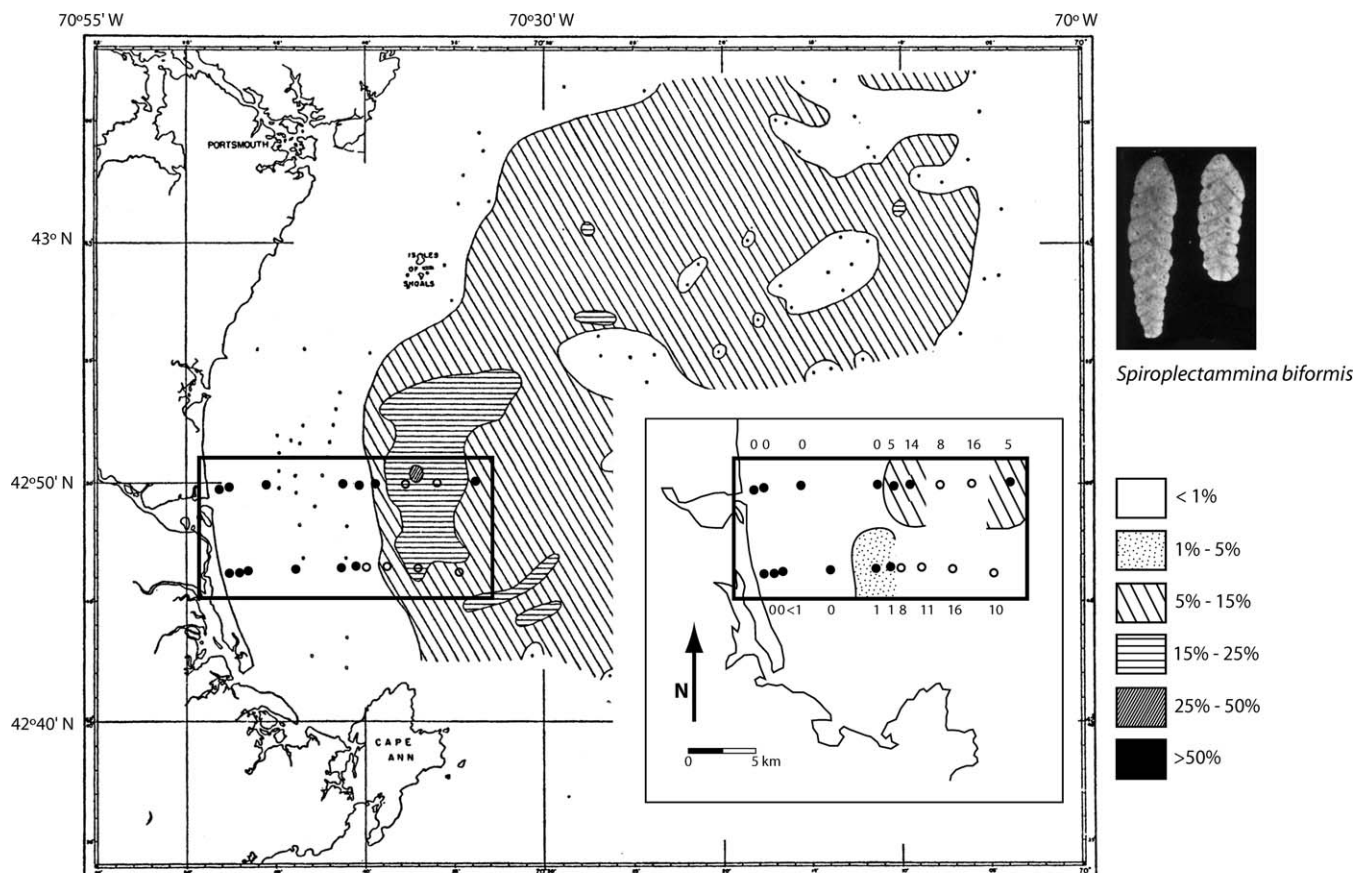 70°55' W
70°30' W
70° W
PORTSMOUTH
43° N
ISLES
OF
SHOALS
Spiroplectammina biformis
0 0 0 0 5 14 8 16 5
42°50' N
< 1%
1% - 5%
5% - 15%
00<1 0 1 1 8 11 16 10
15% - 25%
N
42°40' N
25% - 50%
CAPE
ANN
0 5 km
>50%